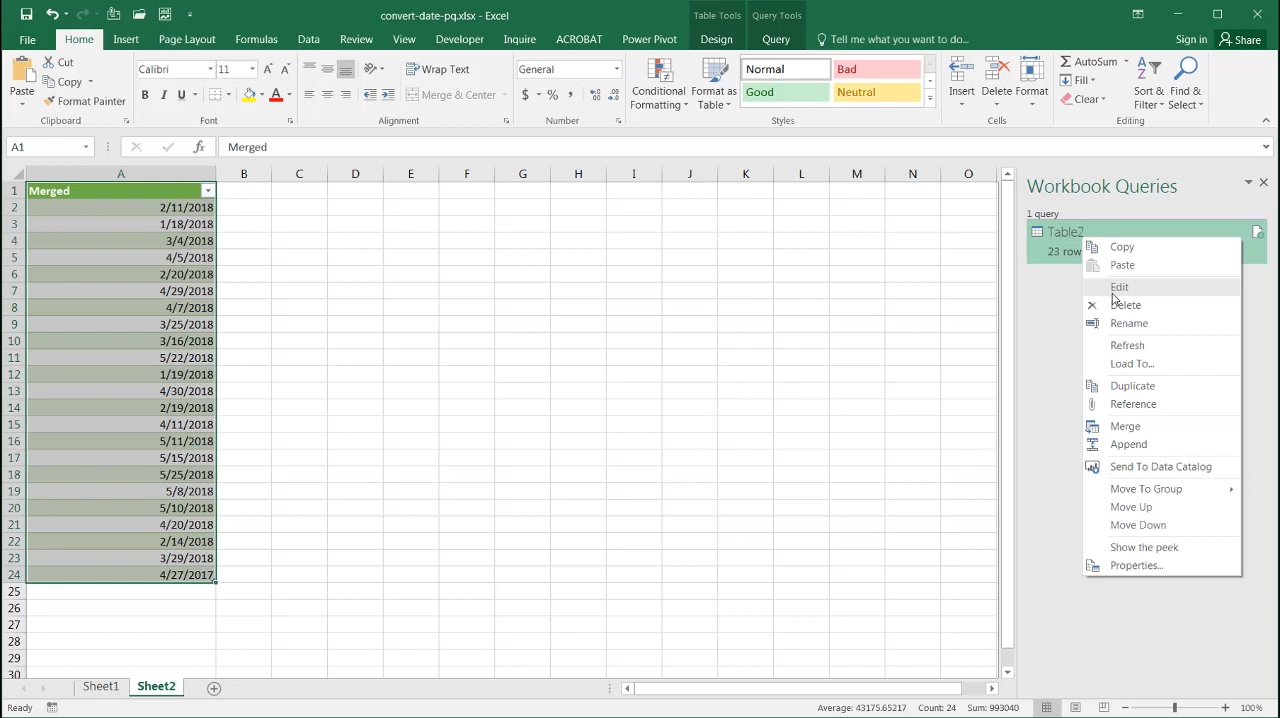 convert-date-pq.xlsx - Excel
Table Tools
Query Tools
File
Home
Insert
Page Layout
Formulas
Data
Review
View
Developer
Inquire
ACROBAT
Power Pivot
Design
Query
Tell me what you want to do...
Sign in
Share
Paste
Cut
Copy
Format Painter
Clipboard
Calibri
11
B
I
U
Font
Wrap Text
Merge & Center
Alignment
General
$
%
Number
Conditional Formatting
Format as Table
Normal
Bad
Good
Neutral
Styles
Insert
Delete
Format
Cells
AutoSum
Fill
Clear
Sort & Filter
Find & Select
Editing
A1
fx
Merged
A B C D E F G H I J K L M N O
1 Merged
2 2/11/2018
3 1/18/2018
4 3/4/2018
5 4/5/2018
6 2/20/2018
7 4/29/2018
8 4/7/2018
9 3/25/2018
10 3/16/2018
11 5/22/2018
12 1/19/2018
13 4/30/2018
14 2/19/2018
15 4/11/2018
16 5/11/2018
17 5/15/2018
18 5/25/2018
19 5/8/2018
20 5/10/2018
21 4/20/2018
22 2/14/2018
23 3/29/2018
24 4/27/2017
25
26
27
28
29
30
Workbook Queries
1 query
Table2
23 row
Copy
Paste
Edit
Delete
Rename
Refresh
Load To...
Duplicate
Reference
Merge
Append
Send To Data Catalog
Move To Group
Move Up
Move Down
Show the peek
Properties...
Sheet1
Sheet2
Ready
Average: 43175.65217
Count: 24
Sum: 993040
100%